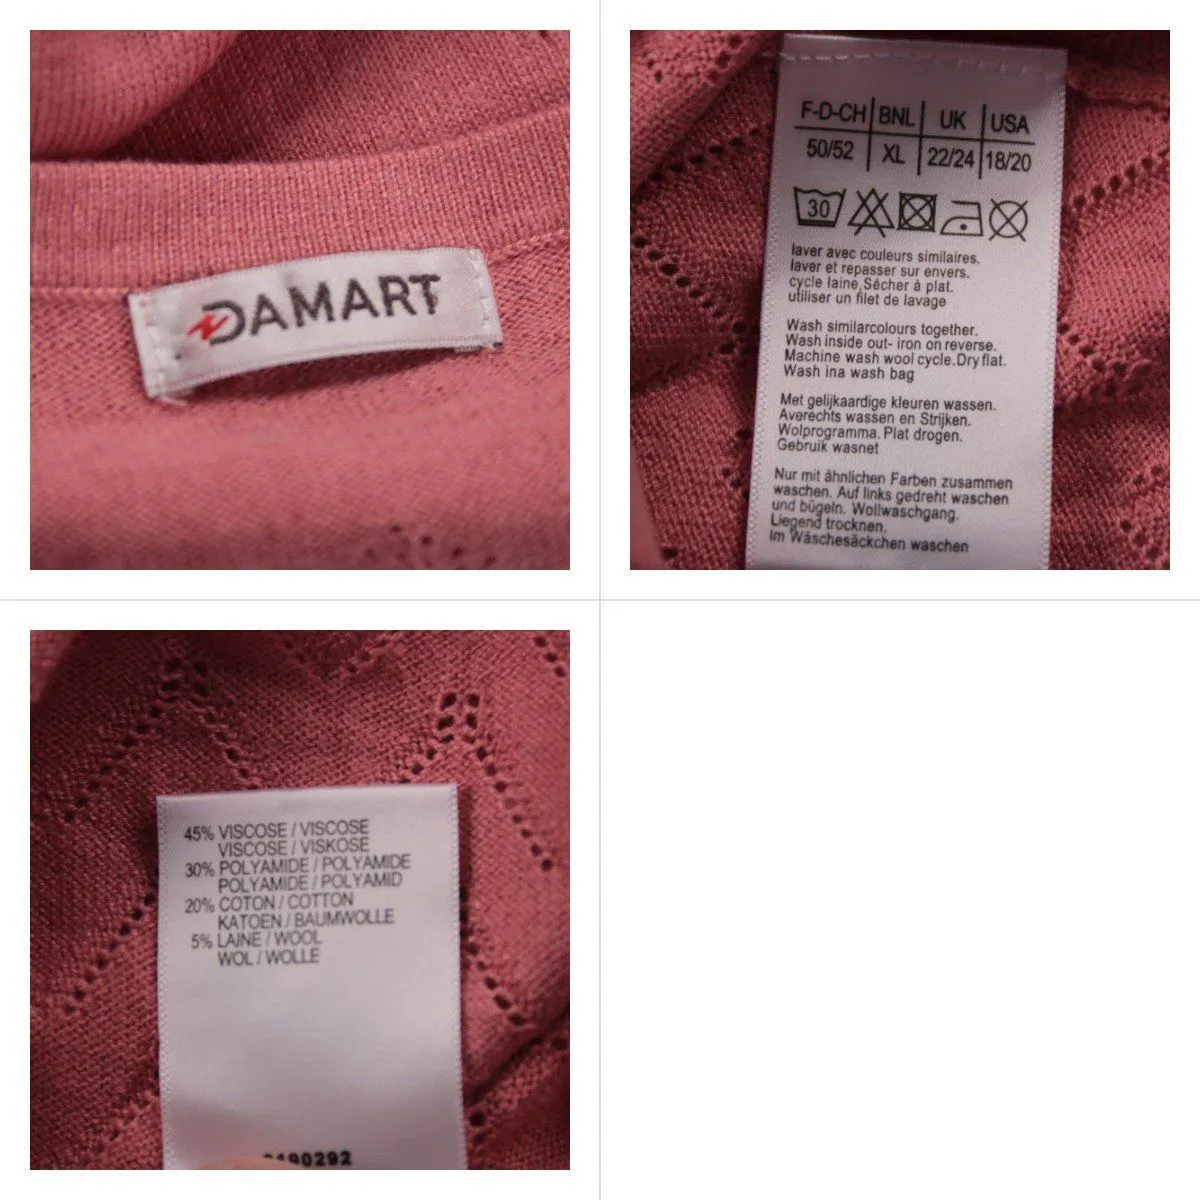 DAMART
F-D-CH BNL UK USA
50/52 XL 22/24 18/20
30
laver avec couleurs similaires.
laver et repasser sur envers.
cycle laine,Sécher à plat.
utiliser un filet de lavage
Wash similarcolours together.
Wash inside out- iron on reverse.
Machine wash wool cycle.Dry flat.
Wash ina wash bag
Met gelijkaardige kleuren wassen.
Averechts wassen en Strijken.
Wolprogramma. Plat drogen.
Gebruik wasnet
Nur mit ähnlichen Farben zusammen
waschen. Auf links gedreht waschen
und bügeln. Wollwaschgang.
Liegend trocknen.
Im Wäschesäckchen waschen
45% VISCOSE / VISCOSE
VISCOSE / VISKOSE
30% POLYAMIDE / POLYAMIDE
POLYAMIDE / POLYAMID
20% COTON / COTTON
KATOEN / BAUMWOLLE
5% LAINE / WOOL
WOL / WOLLE